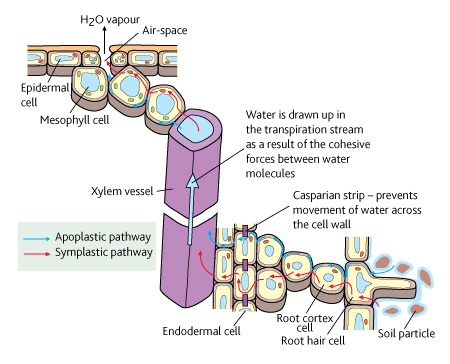 H2O vapour
Air-space
Epidermal
cell
Mesophyll cell
Water is drawn up in
the transpiration stream
as a result of the cohesive
forces between water
molecules
Xylem vessel
Casparian strip – prevents
movement of water across
the cell wall
Apoplastic pathway
Symplastic pathway
Endodermal cell
Root cortex
cell
Root hair cell
Soil particle